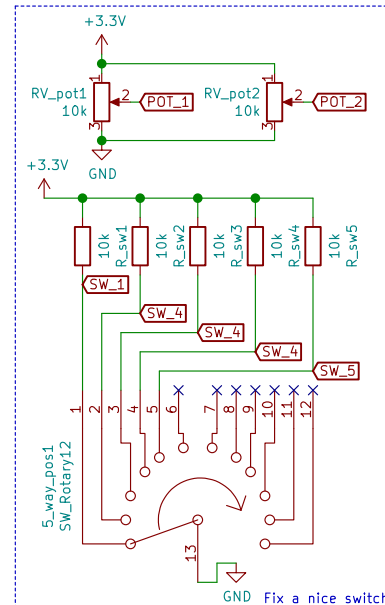 +3.3V
RV_pot1
10k
1
2
3
POT_1
RV_pot2
10k
1
2
3
POT_2
GND
+3.3V
10k
R_sw1
10k
R_sw2
10k
R_sw3
10k
R_sw4
10k
R_sw5
SW_1
SW_4
SW_4
SW_4
SW_5
1
2
3
4
5
6
7
8
9
10
11
12
5_way_pos1
SW_Rotary12
13
GND
Fix a nice switch